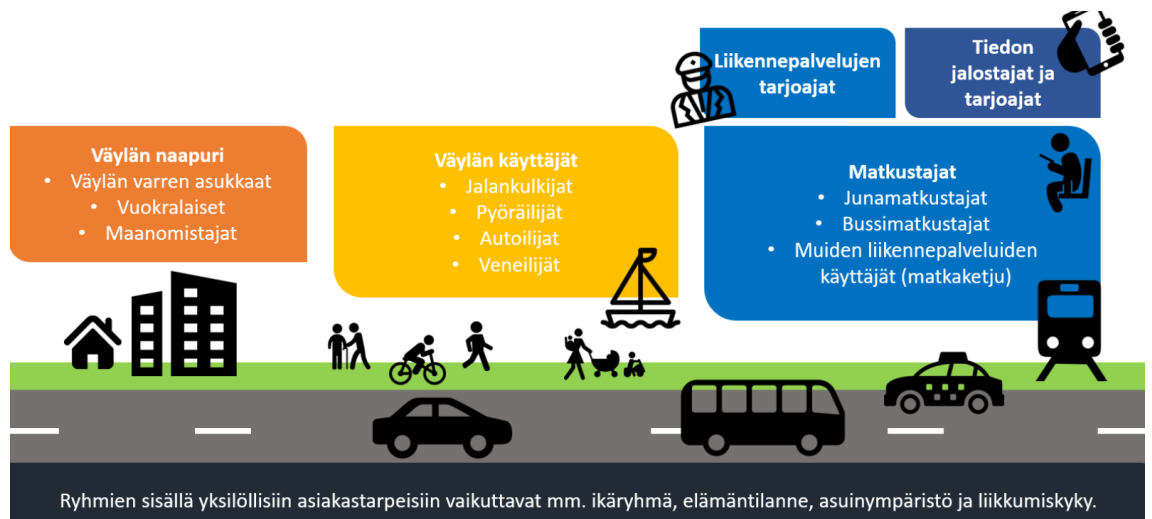 Liikennepalvelujen
tarjoajat
Tiedon
jalostajat ja
tarjoajat
Väylän naapuri
• Väylän varren asukkaat
• Vuokralaiset
• Maanomistajat
Väylän käyttäjät
• Jalankulkijat
• Pyöräilijät
• Autoilijat
• Veneilijät
Matkustajat
• Junamatkustajat
• Bussimatkustajat
• Muiden liikennepalveluiden
käyttäjät (matkaketju)
Ryhmien sisällä yksilöllisiin asiakastarpeisiin vaikuttavat mm. ikäryhmä, elämäntilanne, asuinympäristö ja liikkumiskyky.